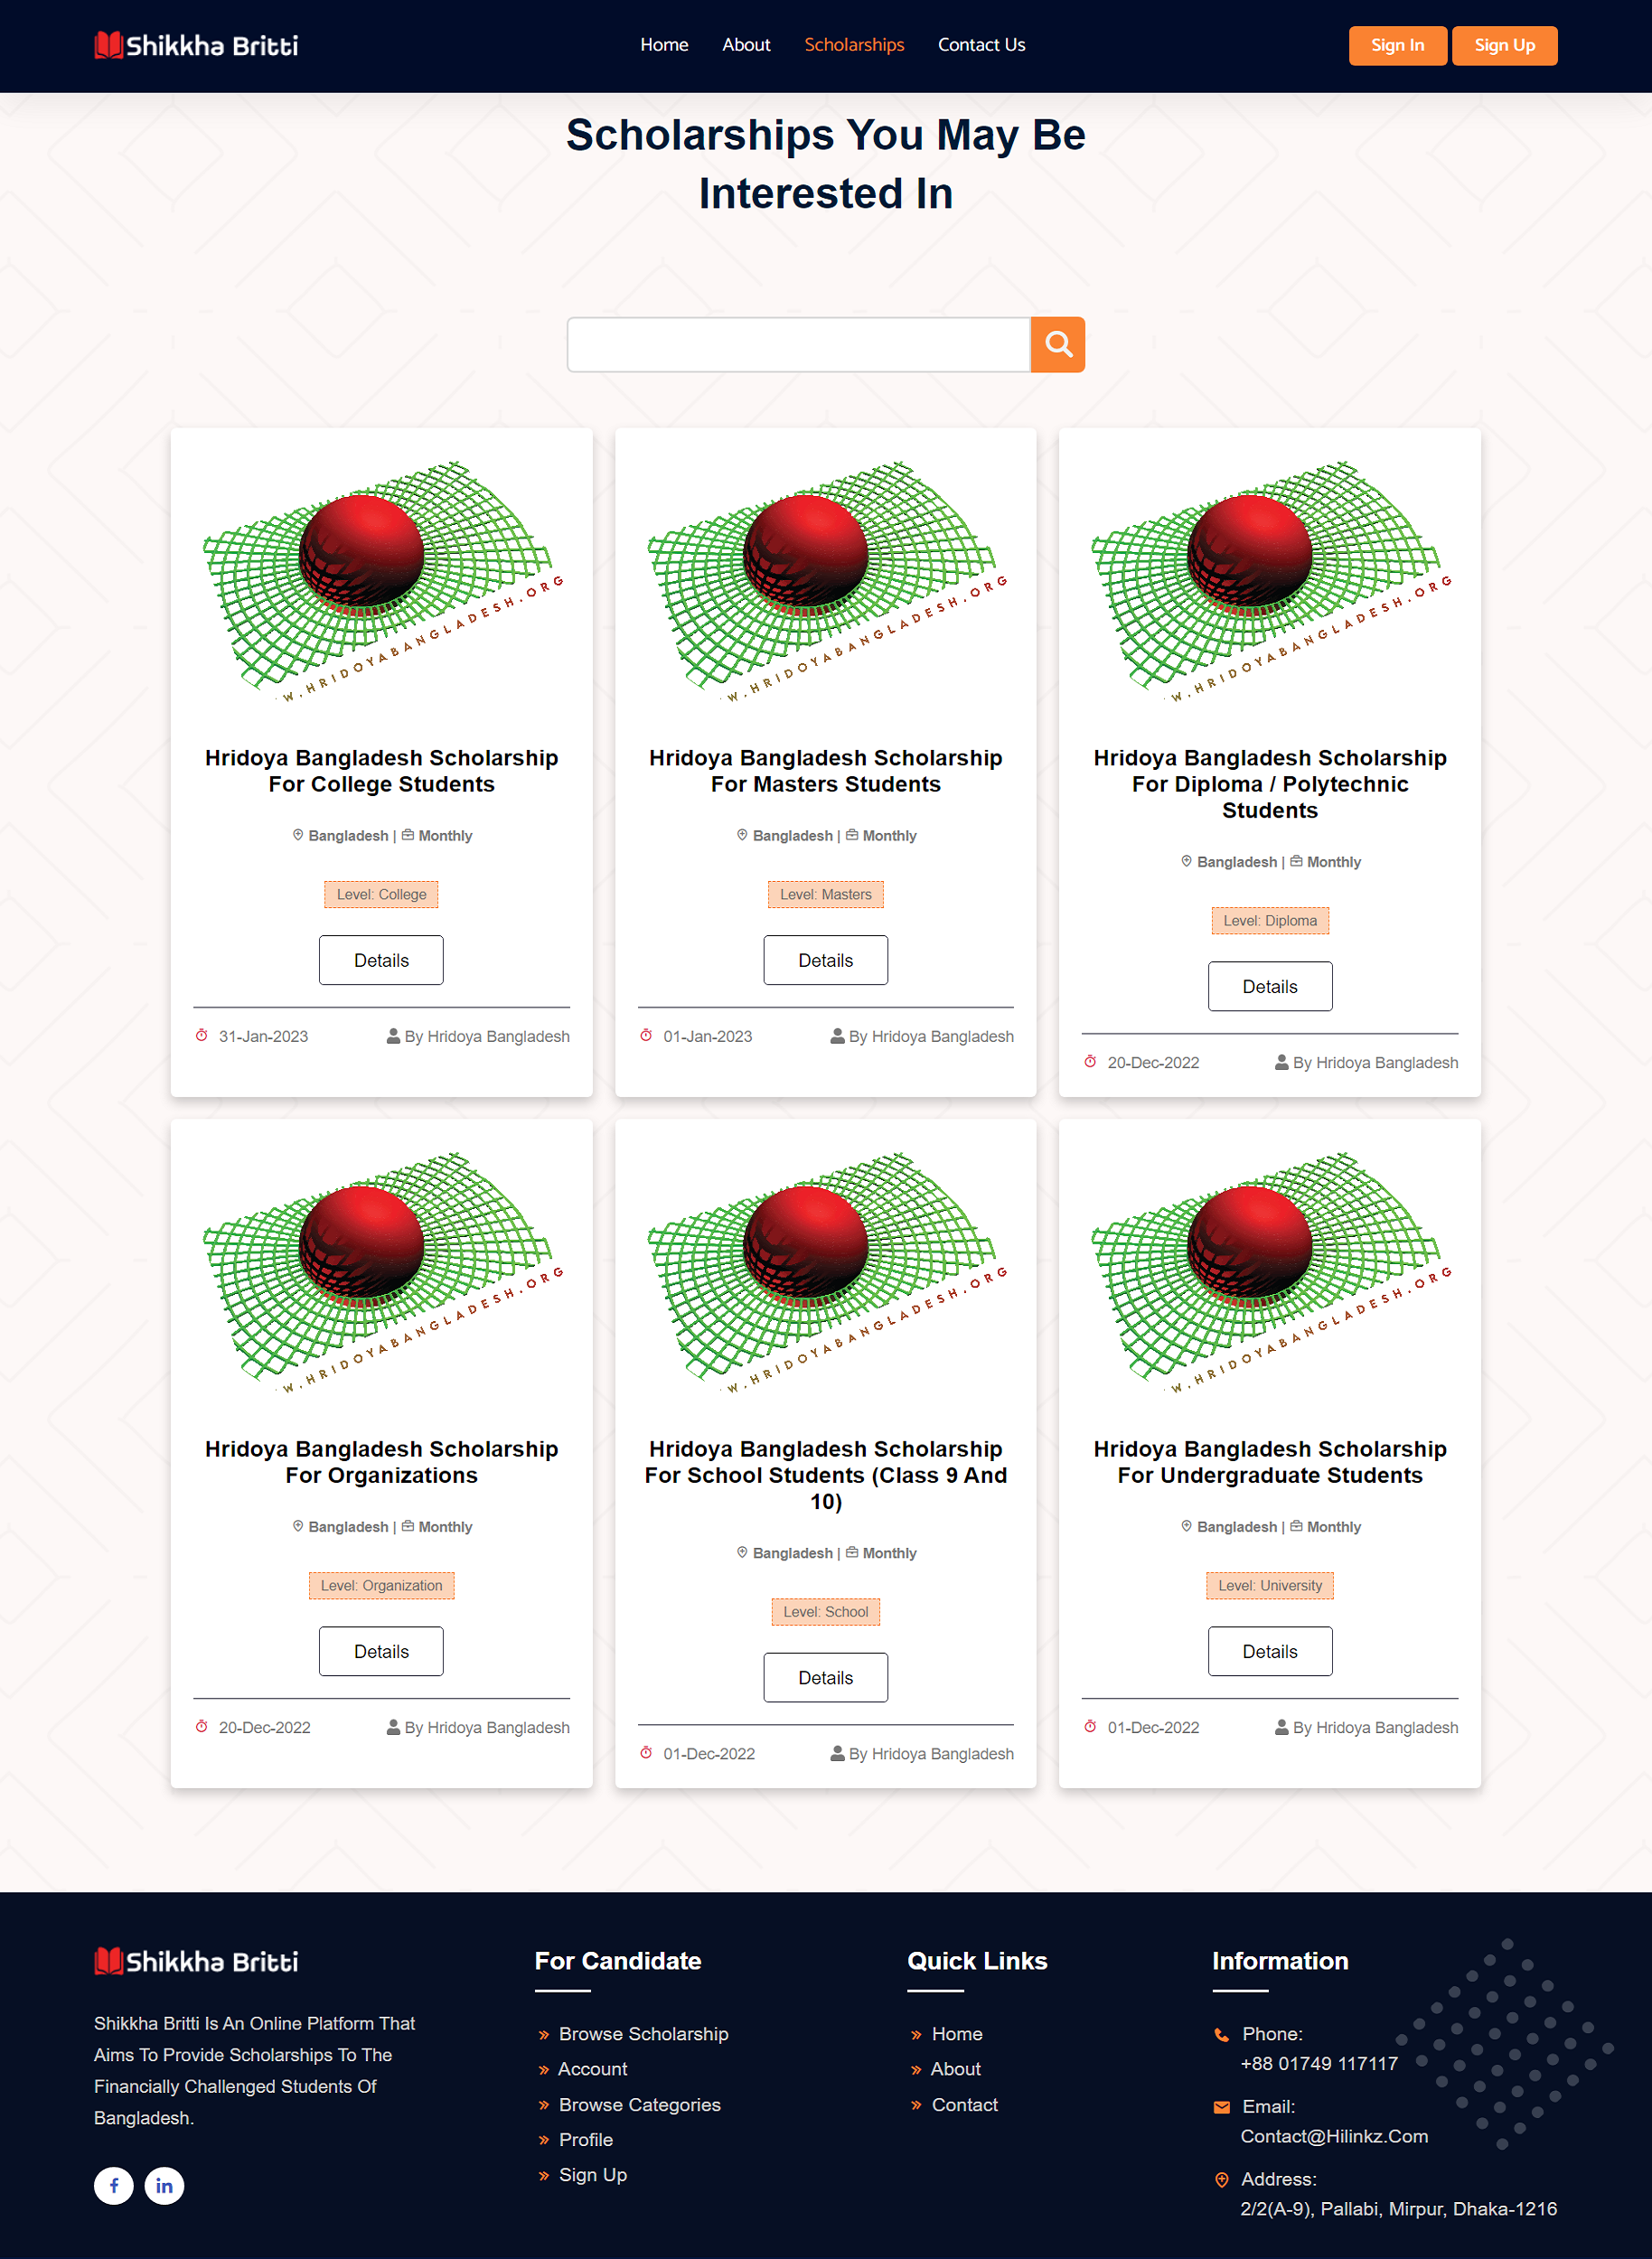 Shikkha Britti
Home About Scholarships Contact Us
Sign In Sign Up
Scholarships You May Be
Interested In
W.HRIDOYABANGLADESH.ORG
Hridoya Bangladesh Scholarship
For College Students
Bangladesh | Monthly
Level: College
Details
31-Jan-2023 By Hridoya Bangladesh
W.HRIDOYABANGLADESH.ORG
Hridoya Bangladesh Scholarship
For Masters Students
Bangladesh | Monthly
Level: Masters
Details
01-Jan-2023 By Hridoya Bangladesh
W.HRIDOYABANGLADESH.ORG
Hridoya Bangladesh Scholarship
For Diploma / Polytechnic
Students
Bangladesh | Monthly
Level: Diploma
Details
20-Dec-2022 By Hridoya Bangladesh
W.HRIDOYABANGLADESH.ORG
Hridoya Bangladesh Scholarship
For Organizations
Bangladesh | Monthly
Level: Organization
Details
20-Dec-2022 By Hridoya Bangladesh
W.HRIDOYABANGLADESH.ORG
Hridoya Bangladesh Scholarship
For School Students (Class 9 And
10)
Bangladesh | Monthly
Level: School
Details
01-Dec-2022 By Hridoya Bangladesh
W.HRIDOYABANGLADESH.ORG
Hridoya Bangladesh Scholarship
For Undergraduate Students
Bangladesh | Monthly
Level: University
Details
01-Dec-2022 By Hridoya Bangladesh
Shikkha Britti
Shikkha Britti Is An Online Platform That
Aims To Provide Scholarships To The
Financially Challenged Students Of
Bangladesh.
f in
For Candidate
Browse Scholarship
Account
Browse Categories
Profile
Sign Up
Quick Links
Home
About
Contact
Information
Phone:
+88 01749 117117
Email:
Contact@Hilinkz.Com
Address:
2/2(A-9), Pallabi, Mirpur, Dhaka-1216